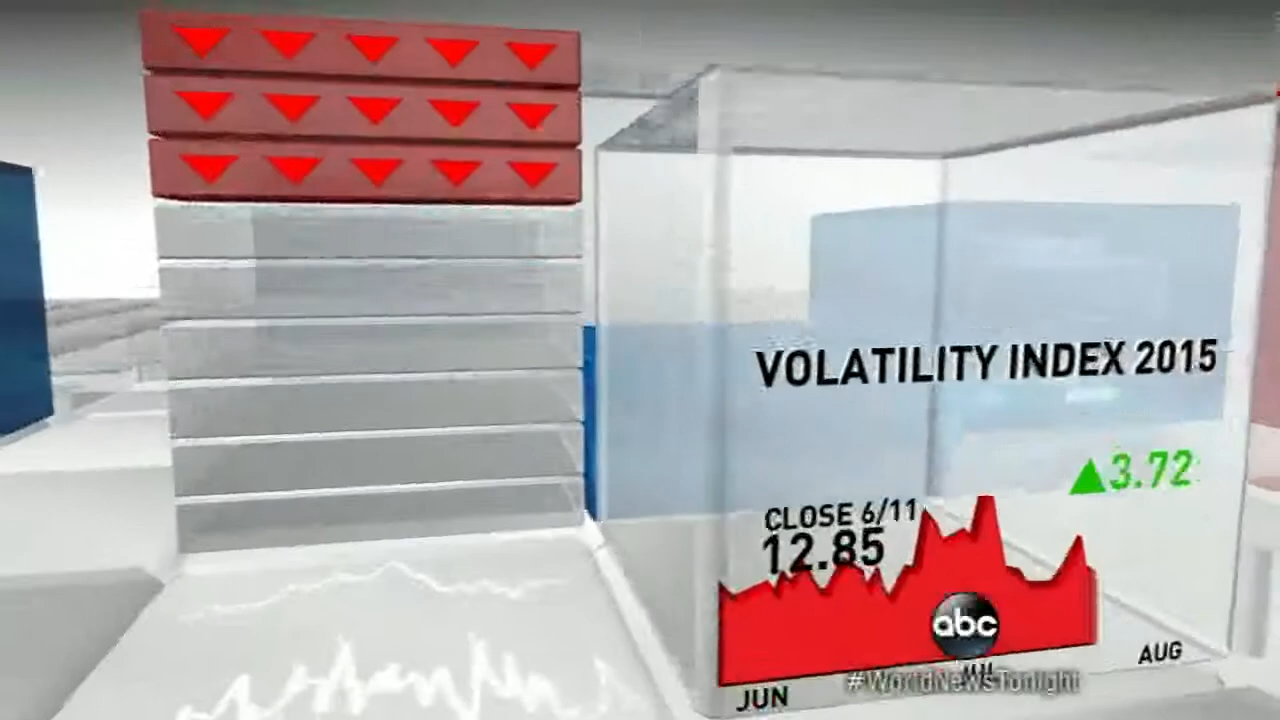 VOLATILITY INDEX 2015
▲3.72
CLOSE 6/11
12.85
abc
JUN
AUG
#WorldNewsTonight